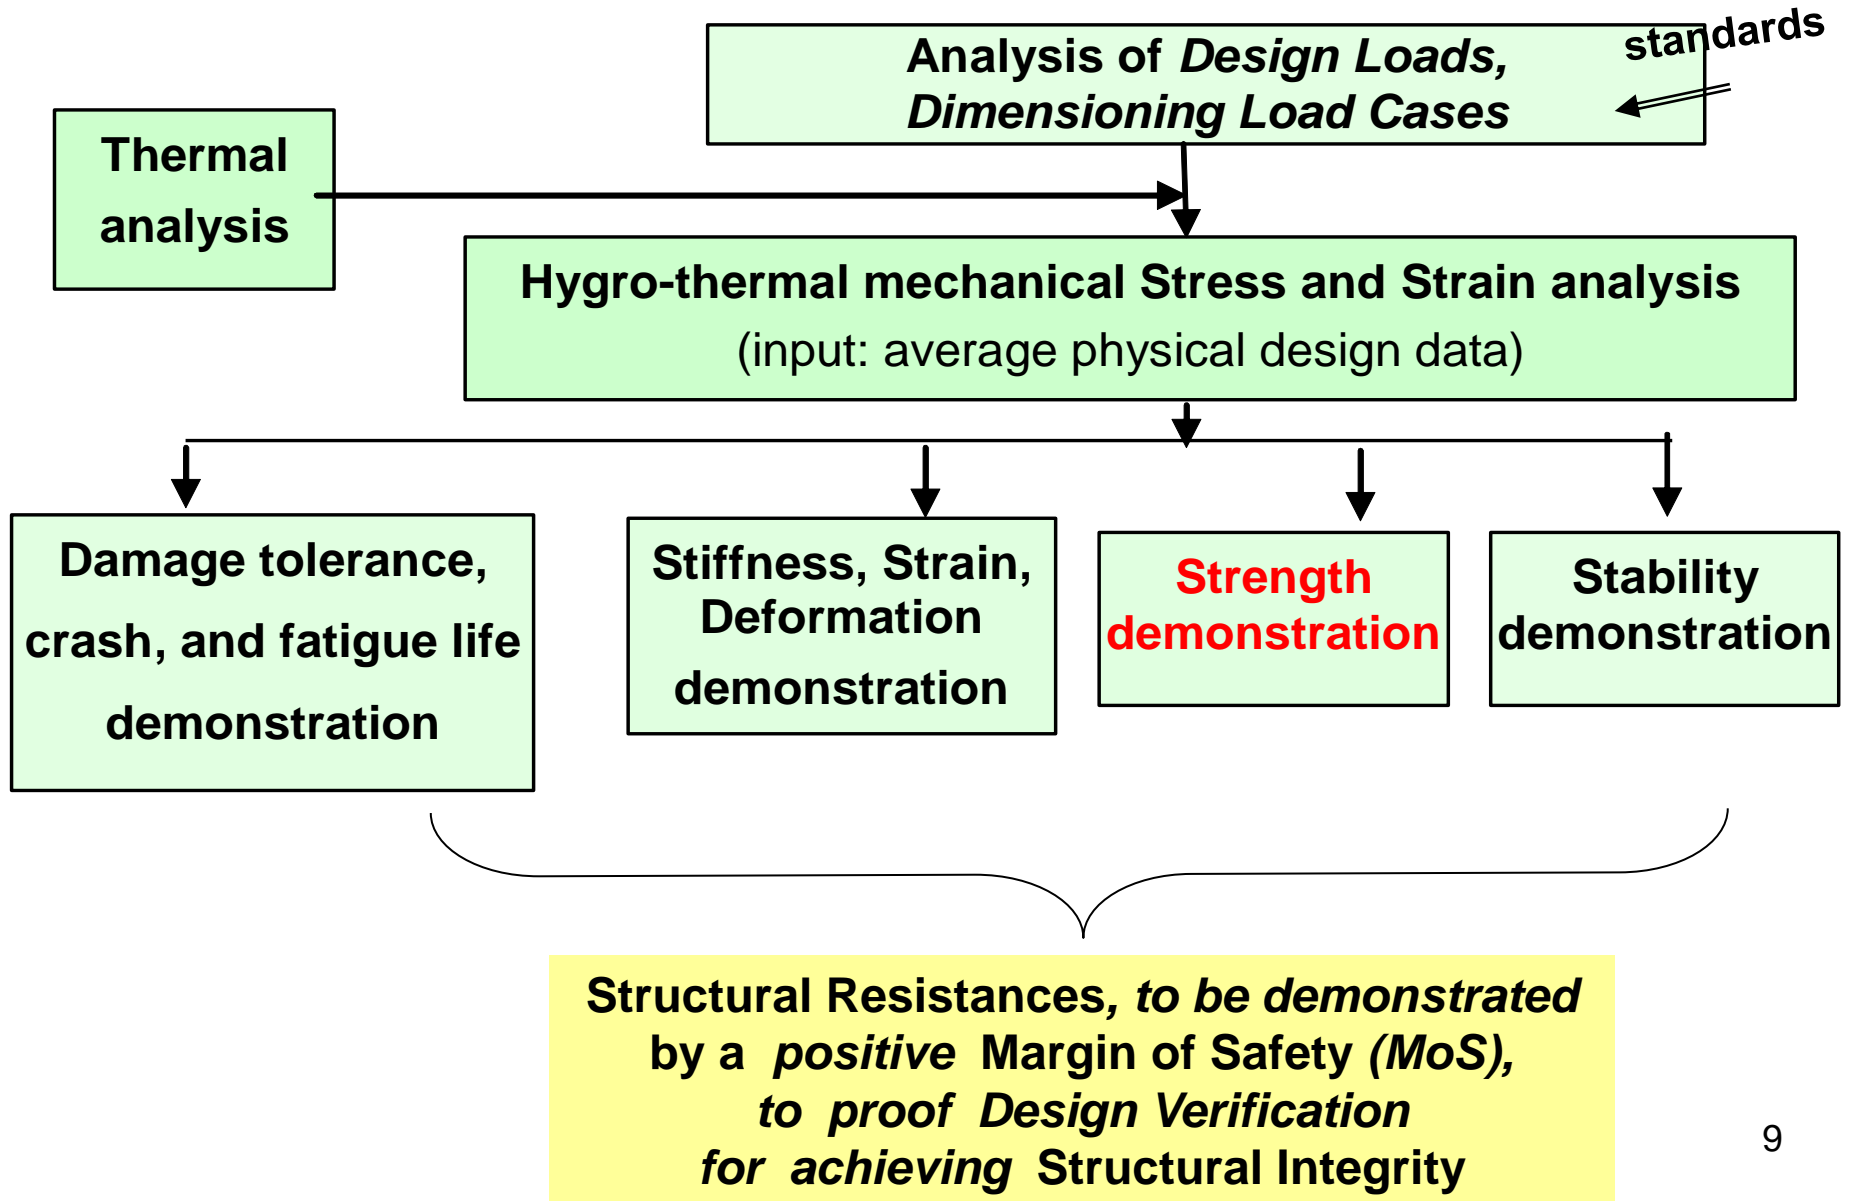 standards
Analysis of Design Loads,
Dimensioning Load Cases
Thermal
analysis
Hygro-thermal mechanical Stress and Strain analysis
(input: average physical design data)
Damage tolerance,
crash, and fatigue life
demonstration
Stiffness, Strain,
Deformation
demonstration
Strength
demonstration
Stability
demonstration
Structural Resistances, to be demonstrated
by a positive Margin of Safety (MoS),
to proof Design Verification
for achieving Structural Integrity
9